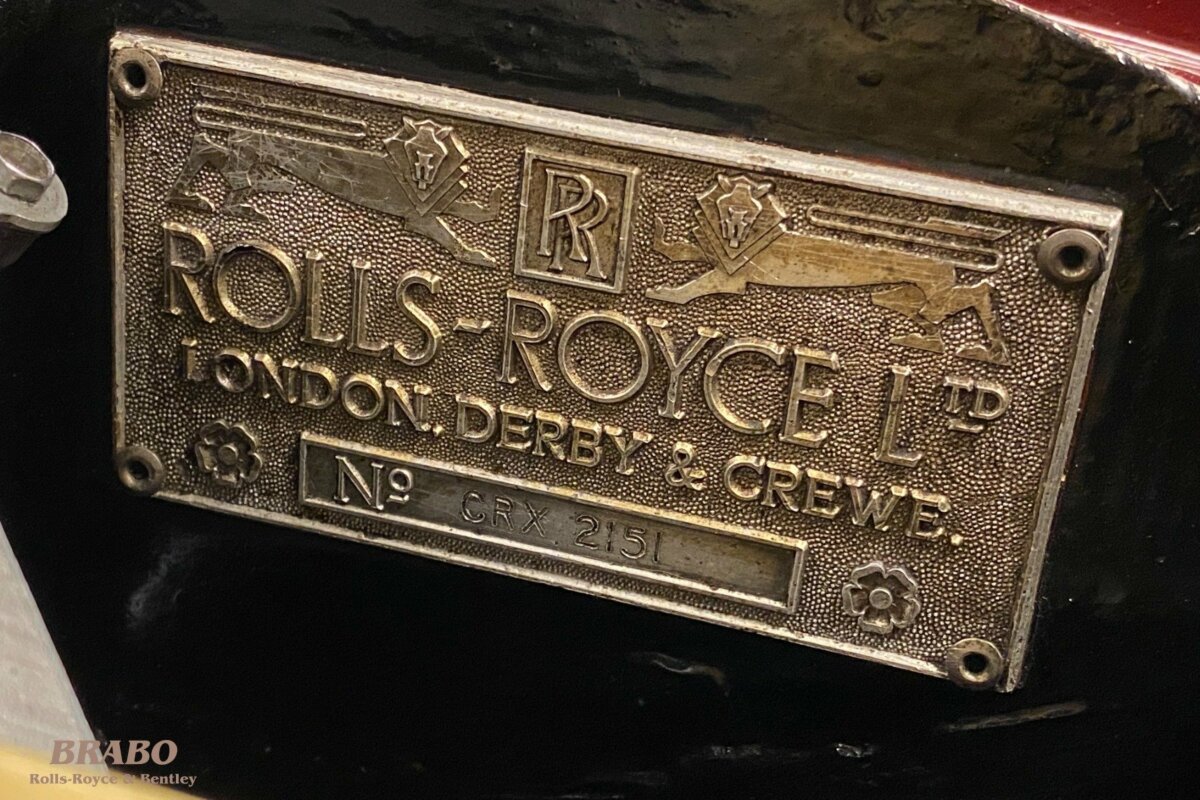 RR
ROLLS-ROYCE LTD
LONDON, DERBY & CREWE.
No CRX 2151
BRABO
Rolls-Royce & Bentley